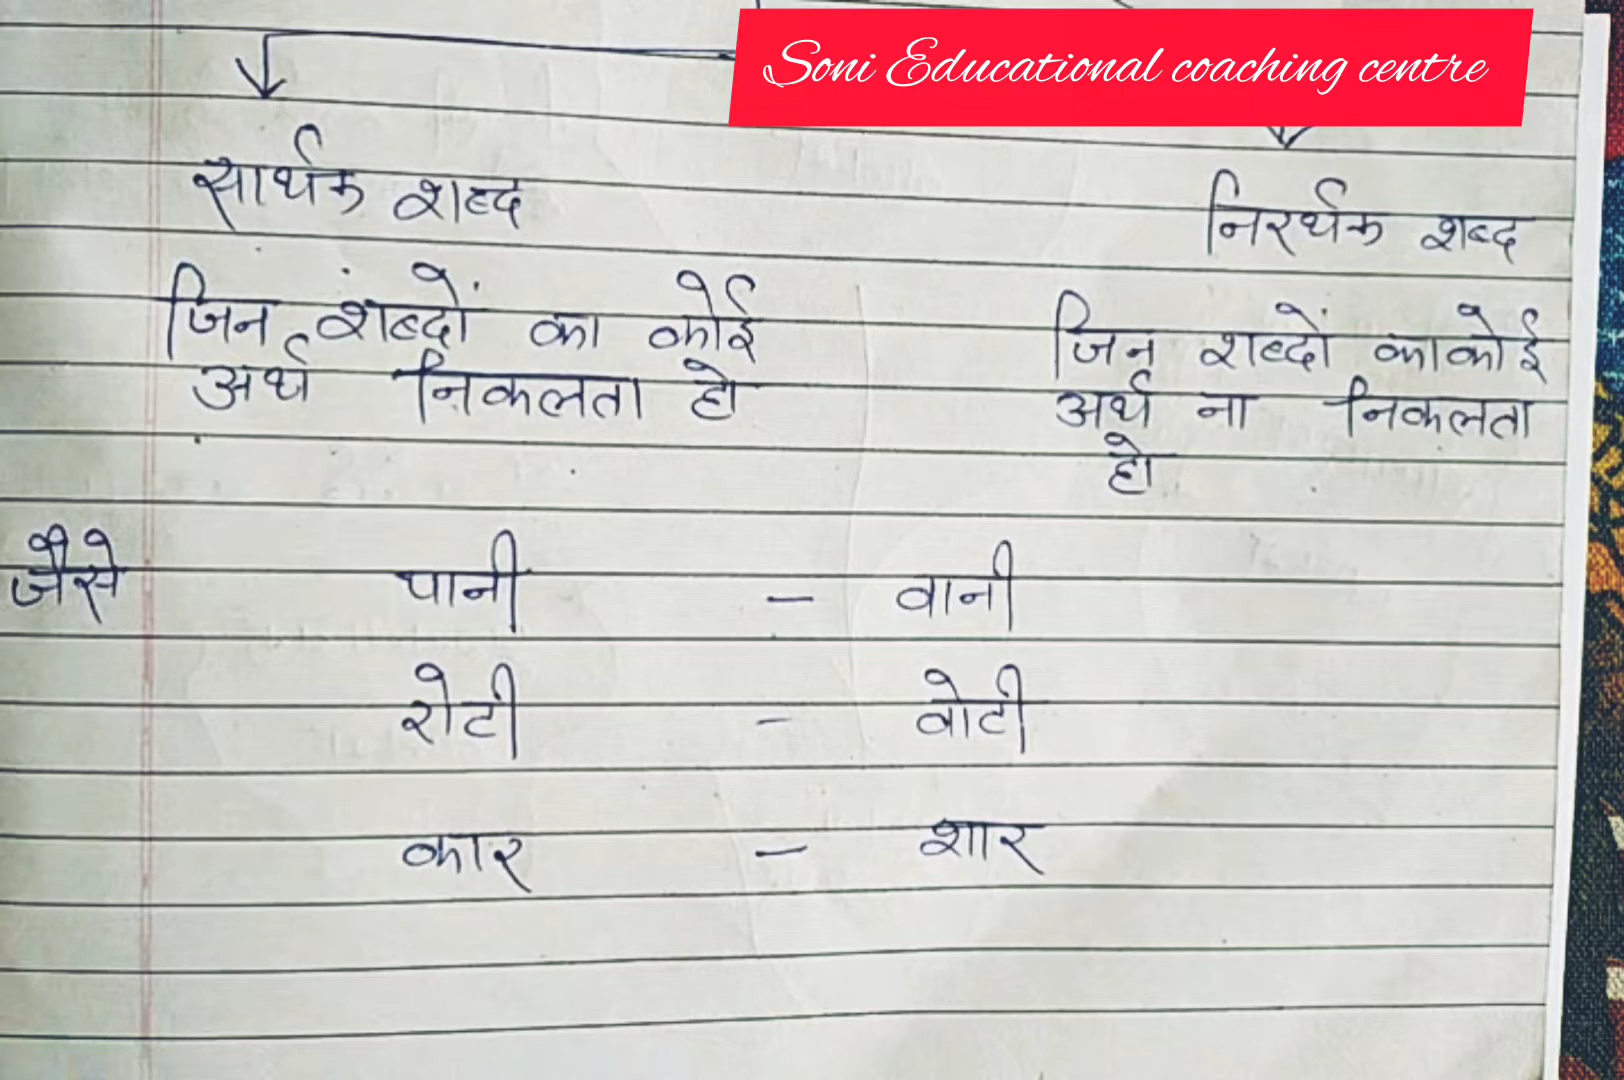 Soni Educational coaching centre
सार्थक शब्द
निरर्थक शब्द
जिन शब्दों का कोई
अर्थ निकलता हो
जिन शब्दों का कोई
अर्थ ना निकलता
हो
जैसे पानी – वानी
रोटी - वोटी
कार – शार